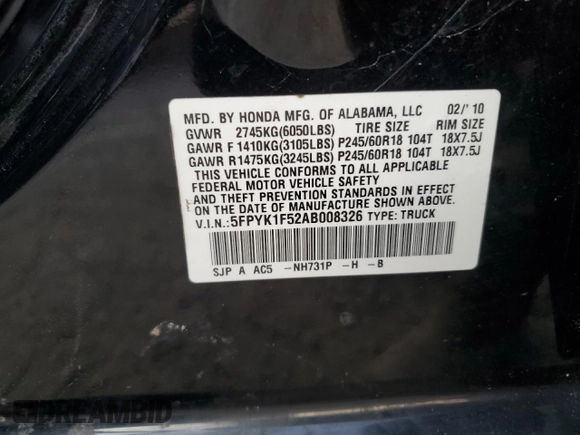 MFD. BY HONDA MFG. OF ALABAMA, LLC 02/'10
GVWR 2745KG(6050LBS) TIRE SIZE RIM SIZE
GAWR F 1410KG(3105LBS) P245/60R18 104T 18X7.5J
GAWR R1475KG(3245LBS) P245/60R18 104T 18X7.5J
THIS VEHICLE CONFORMS TO ALL APPLICABLE
FEDERAL MOTOR VEHICLE SAFETY
AND THEFT PREVENTION STANDARDS IN EFFECT
ON THE DATE OF MANUFACTURE SHOWN ABOVE.
V.I.N.:5FPYK1F52AB008326 TYPE: TRUCK
SJP A AC5 -NH731P -H -B
DREAMBID